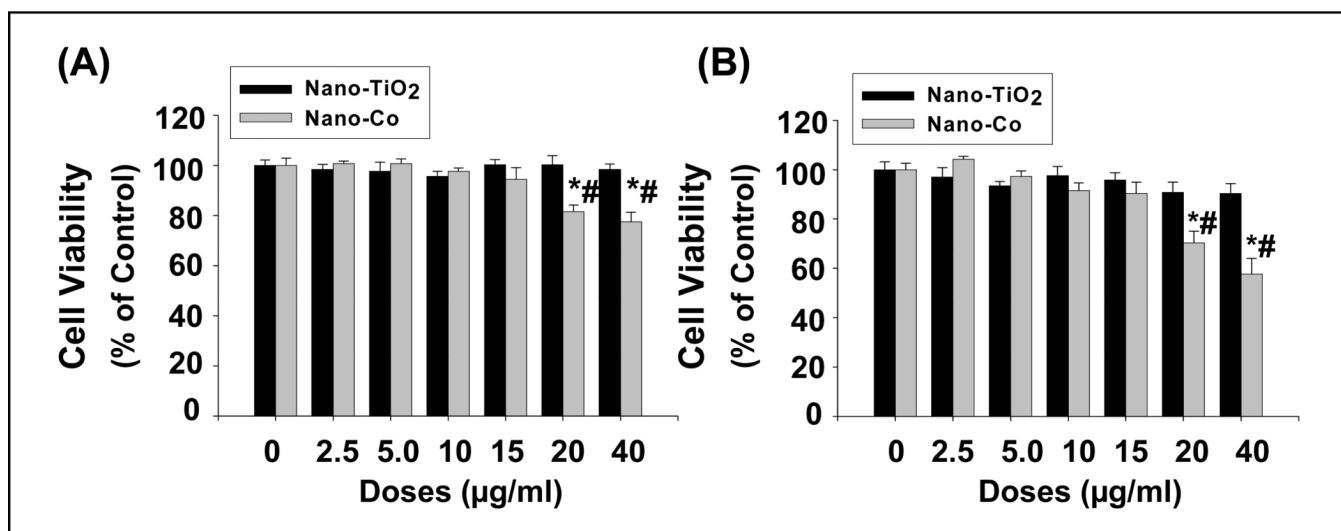 (A)
Nano-TiO2
Nano-Co
Cell Viability
(% of Control)
120
100
80
60
40
20
0
*#
*#
0 2.5 5.0 10 15 20 40
Doses (µg/ml)
(B)
Nano-TiO2
Nano-Co
Cell Viability
(% of Control)
120
100
80
60
40
20
0
*#
*#
0 2.5 5.0 10 15 20 40
Doses (µg/ml)